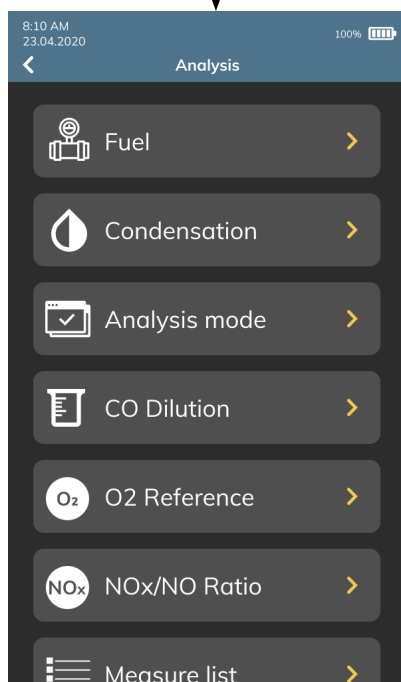 8:10 AM
23.04.2020
100%
Analysis
Fuel
Condensation
Analysis mode
CO Dilution
O₂ O2 Reference
NOx NOx/NO Ratio
Measure list